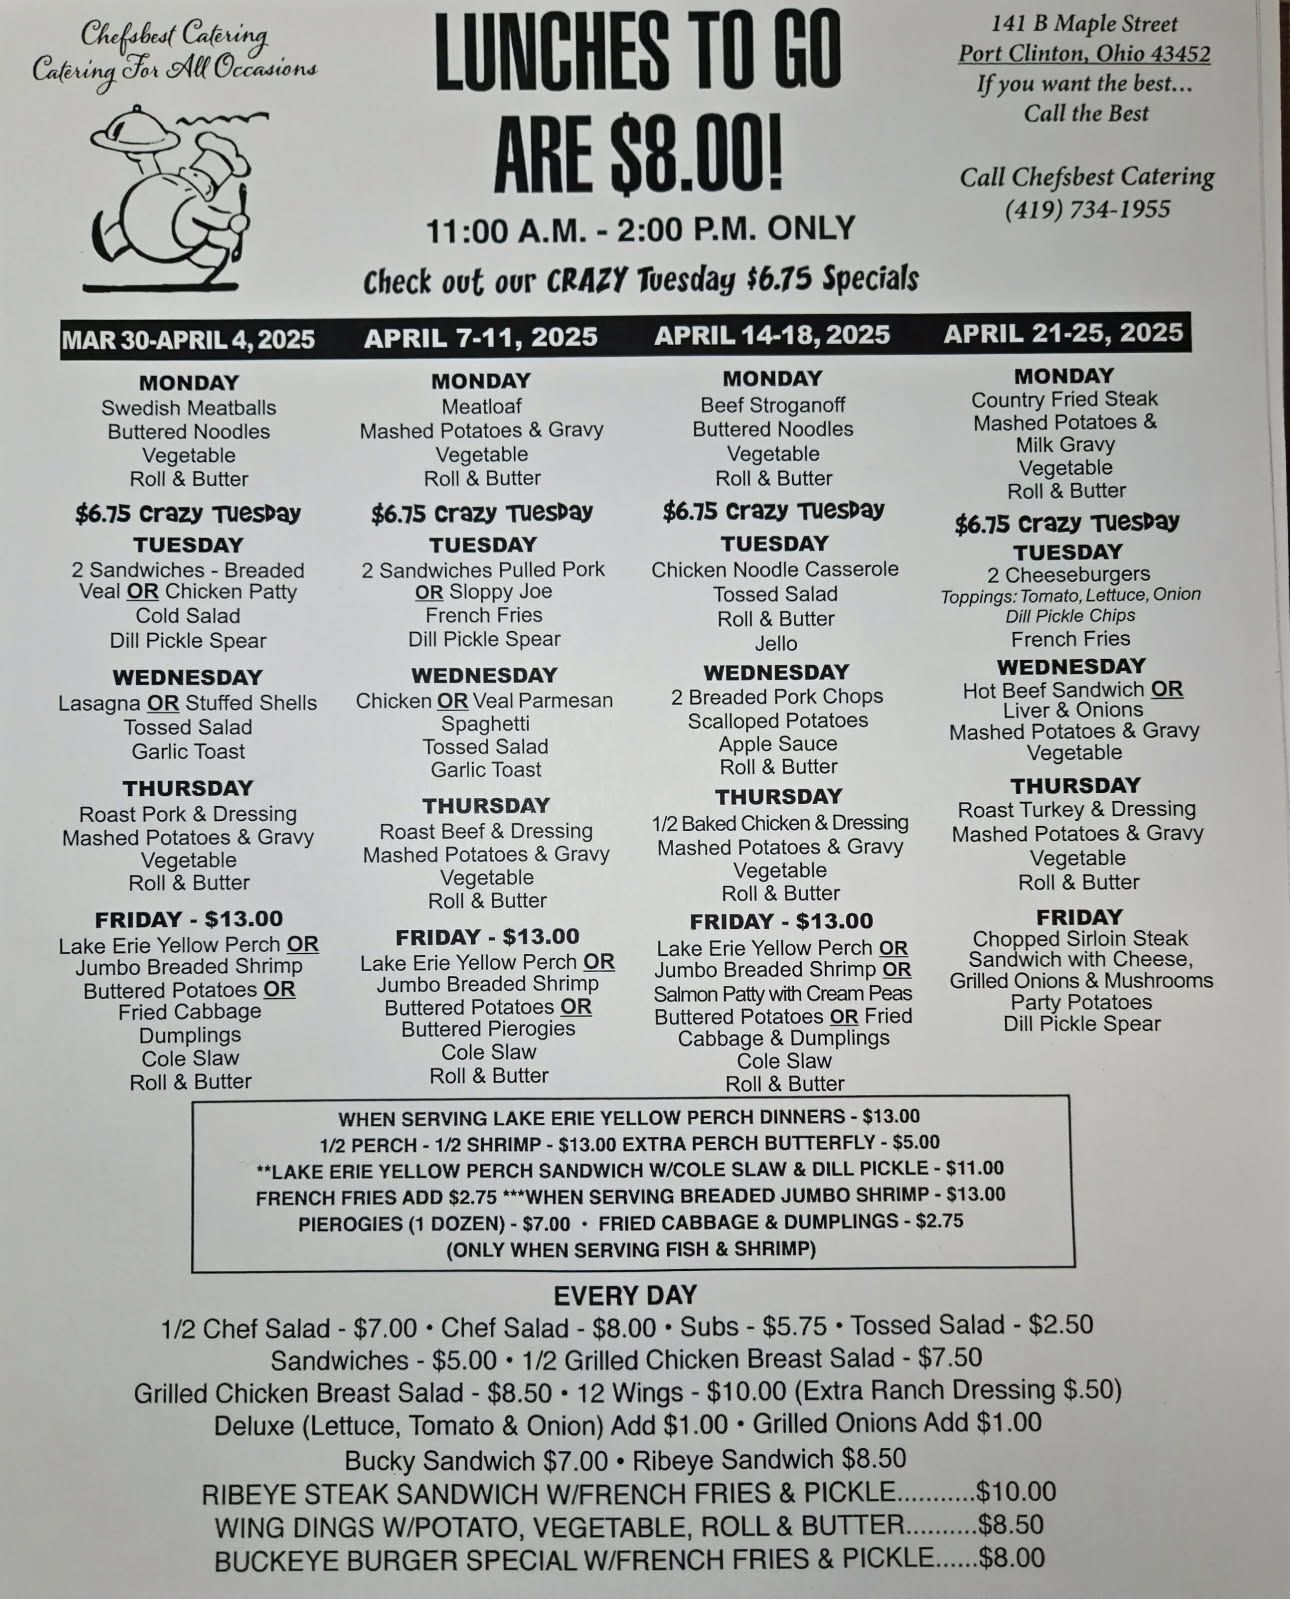 Chefsbest Catering
Catering For All Occasions
LUNCHES TO GO
ARE $8.00!
11:00 A.M. - 2:00 P.M. ONLY
Check out our CRAZY Tuesday $6.75 Specials
141 B Maple Street
Port Clinton, Ohio 43452
If you want the best...
Call the Best
Call Chefsbest Catering
(419) 734-1955
MAR 30-APRIL 4, 2025
MONDAY
Swedish Meatballs
Buttered Noodles
Vegetable
Roll & Butter
$6.75 Crazy Tuesday
TUESDAY
2 Sandwiches - Breaded
Veal OR Chicken Patty
Cold Salad
Dill Pickle Spear
WEDNESDAY
Lasagna OR Stuffed Shells
Tossed Salad
Garlic Toast
THURSDAY
Roast Pork & Dressing
Mashed Potatoes & Gravy
Vegetable
Roll & Butter
FRIDAY - $13.00
Lake Erie Yellow Perch OR
Jumbo Breaded Shrimp
Buttered Potatoes OR
Fried Cabbage
Dumplings
Cole Slaw
Roll & Butter
APRIL 7-11, 2025
MONDAY
Meatloaf
Mashed Potatoes & Gravy
Vegetable
Roll & Butter
$6.75 Crazy Tuesday
TUESDAY
2 Sandwiches Pulled Pork
OR Sloppy Joe
French Fries
Dill Pickle Spear
WEDNESDAY
Chicken OR Veal Parmesan
Spaghetti
Tossed Salad
Garlic Toast
THURSDAY
Roast Beef & Dressing
Mashed Potatoes & Gravy
Vegetable
Roll & Butter
FRIDAY - $13.00
Lake Erie Yellow Perch OR
Jumbo Breaded Shrimp
Buttered Potatoes OR
Buttered Pierogies
Cole Slaw
Roll & Butter
APRIL 14-18, 2025
MONDAY
Beef Stroganoff
Buttered Noodles
Vegetable
Roll & Butter
$6.75 Crazy Tuesday
TUESDAY
Chicken Noodle Casserole
Tossed Salad
Roll & Butter
Jello
WEDNESDAY
2 Breaded Pork Chops
Scalloped Potatoes
Apple Sauce
Roll & Butter
THURSDAY
1/2 Baked Chicken & Dressing
Mashed Potatoes & Gravy
Vegetable
Roll & Butter
FRIDAY - $13.00
Lake Erie Yellow Perch OR
Jumbo Breaded Shrimp OR
Salmon Patty with Cream Peas
Buttered Potatoes OR Fried
Cabbage & Dumplings
Cole Slaw
Roll & Butter
APRIL 21-25, 2025
MONDAY
Country Fried Steak
Mashed Potatoes &
Milk Gravy
Vegetable
Roll & Butter
$6.75 Crazy Tuesday
TUESDAY
2 Cheeseburgers
Toppings: Tomato, Lettuce, Onion
Dill Pickle Chips
French Fries
WEDNESDAY
Hot Beef Sandwich OR
Liver & Onions
Mashed Potatoes & Gravy
Vegetable
THURSDAY
Roast Turkey & Dressing
Mashed Potatoes & Gravy
Vegetable
Roll & Butter
FRIDAY
Chopped Sirloin Steak
Sandwich with Cheese,
Grilled Onions & Mushrooms
Party Potatoes
Dill Pickle Spear
WHEN SERVING LAKE ERIE YELLOW PERCH DINNERS - $13.00
1/2 PERCH - 1/2 SHRIMP - $13.00 EXTRA PERCH BUTTERFLY - $5.00
**LAKE ERIE YELLOW PERCH SANDWICH W/COLE SLAW & DILL PICKLE - $11.00
FRENCH FRIES ADD $2.75 ***WHEN SERVING BREADED JUMBO SHRIMP - $13.00
PIEROGIES (1 DOZEN) - $7.00 • FRIED CABBAGE & DUMPLINGS - $2.75
(ONLY WHEN SERVING FISH & SHRIMP)
EVERY DAY
1/2 Chef Salad - $7.00 • Chef Salad - $8.00 • Subs - $5.75 • Tossed Salad - $2.50
Sandwiches - $5.00 • 1/2 Grilled Chicken Breast Salad - $7.50
Grilled Chicken Breast Salad - $8.50 • 12 Wings - $10.00 (Extra Ranch Dressing $.50)
Deluxe (Lettuce, Tomato & Onion) Add $1.00 • Grilled Onions Add $1.00
Bucky Sandwich $7.00 • Ribeye Sandwich $8.50
RIBEYE STEAK SANDWICH W/FRENCH FRIES & PICKLE...........$10.00
WING DINGS W/POTATO, VEGETABLE, ROLL & BUTTER..........$8.50
BUCKEYE BURGER SPECIAL W/FRENCH FRIES & PICKLE......$8.00